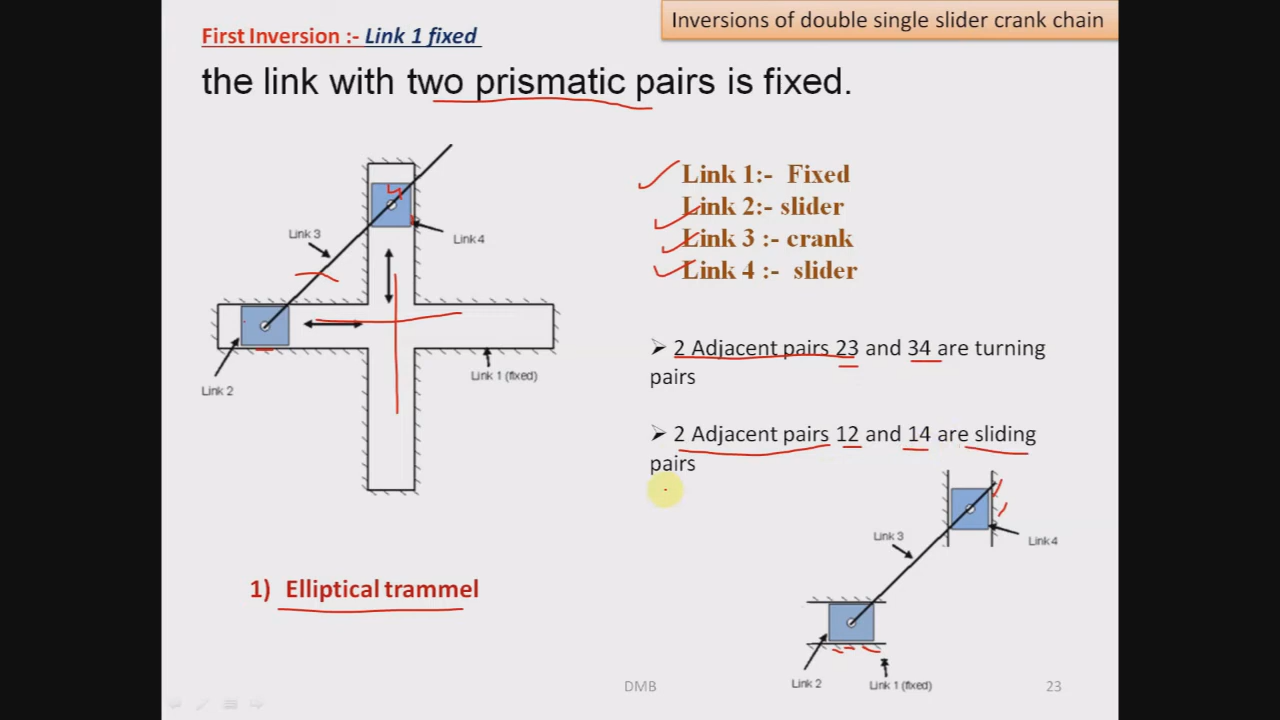 Inversions of double single slider crank chain
First Inversion :- Link 1 fixed
the link with two prismatic pairs is fixed.
Link 1:- Fixed
Link 2:- slider
Link 3 :- crank
Link 4 :- slider
Link 3
Link 4
Link 2
Link 1 (fixed)
➢ 2 Adjacent pairs 23 and 34 are turning
pairs
➢ 2 Adjacent pairs 12 and 14 are sliding
pairs
1) Elliptical trammel
Link 3
Link 4
Link 2
Link 1 (fixed)
DMB
23